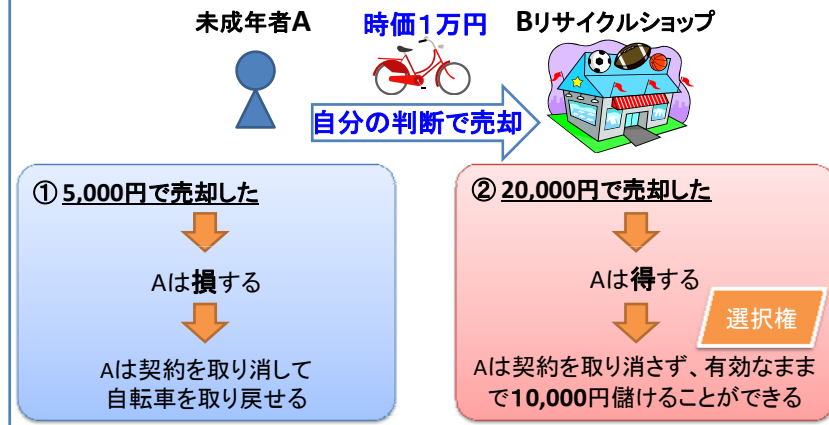 未成年者A
時価1万円
Bリサイクルショップ
自分の判断で売却
① 5,000円で売却した
Aは損する
Aは契約を取り消して
自転車を取り戻せる
② 20,000円で売却した
Aは得する
選択権
Aは契約を取り消さず、有効なまま
で10,000円儲けることができる